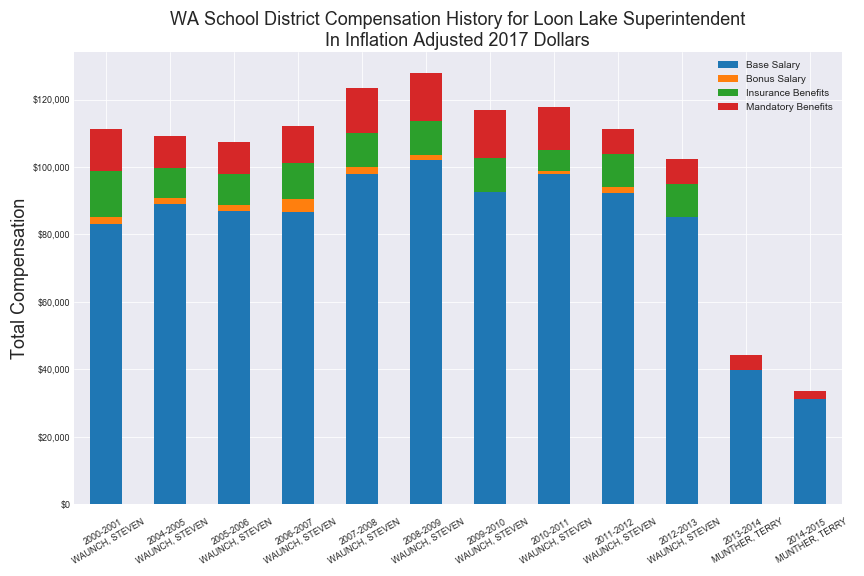 WA School District Compensation History for Loon Lake Superintendent
In Inflation Adjusted 2017 Dollars
Base Salary
Bonus Salary
Insurance Benefits
Mandatory Benefits
Total Compensation
$120,000
$100,000
$80,000
$60,000
$40,000
$20,000
$0
2000-2001
WAUNCH, STEVEN
2004-2005
WAUNCH, STEVEN
2005-2006
WAUNCH, STEVEN
2006-2007
WAUNCH, STEVEN
2007-2008
WAUNCH, STEVEN
2008-2009
WAUNCH, STEVEN
2009-2010
WAUNCH, STEVEN
2010-2011
WAUNCH, STEVEN
2011-2012
WAUNCH, STEVEN
2012-2013
WAUNCH, STEVEN
2013-2014
MUNTHER, TERRY
2014-2015
MUNTHER, TERRY